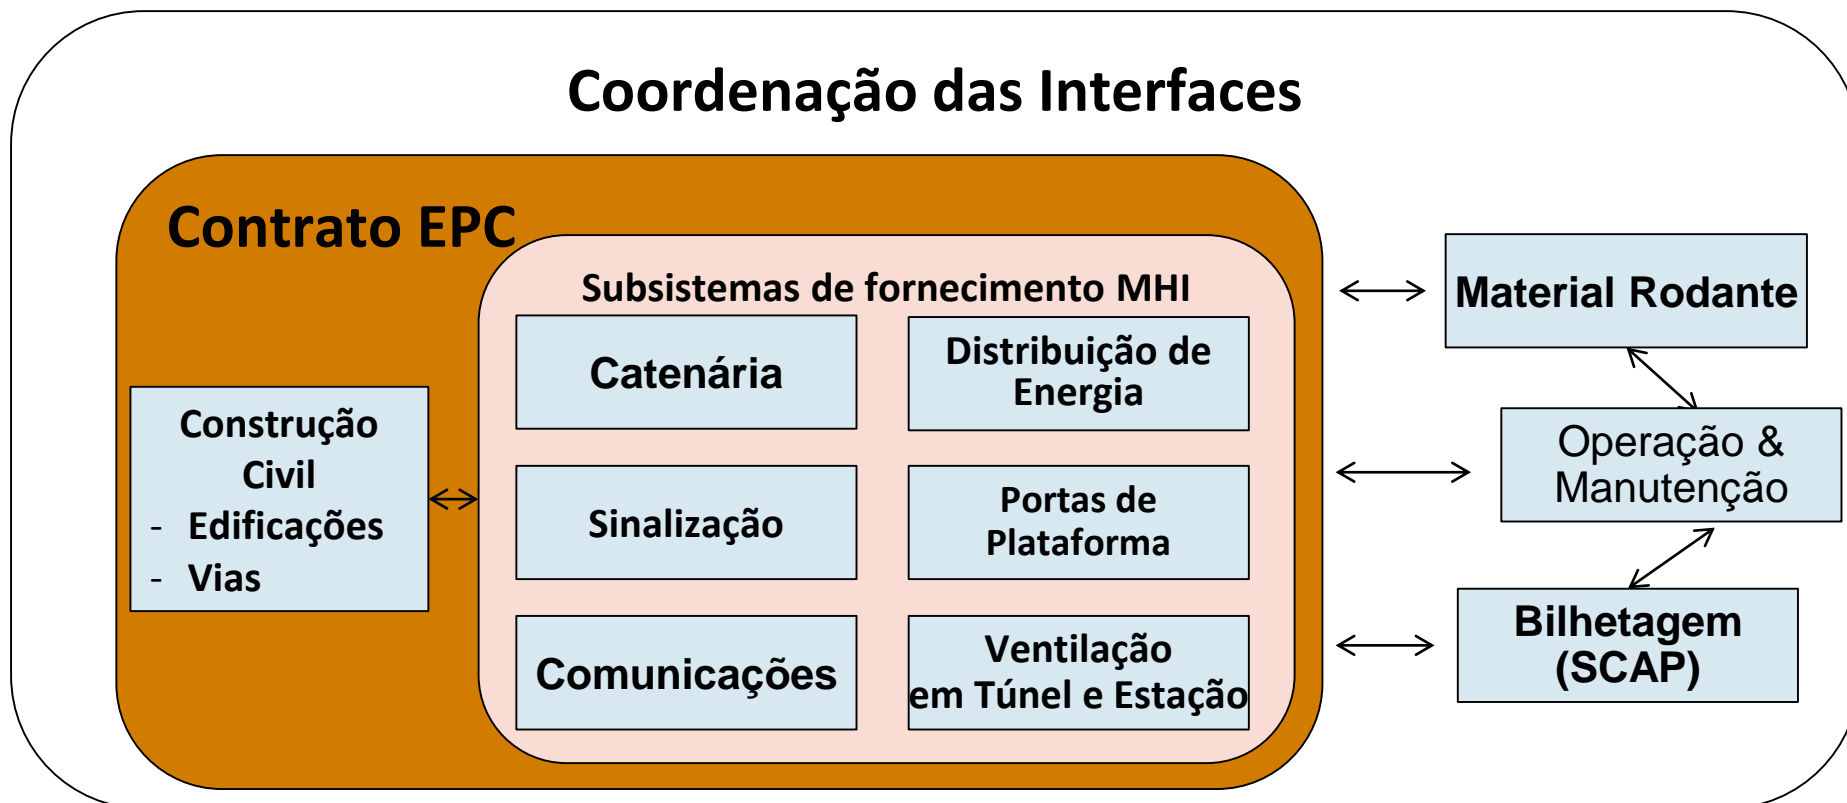 Coordenação das Interfaces
Contrato EPC
Subsistemas de fornecimento MHI
Construção
Civil
- Edificações
- Vias
Catenária
Distribuição de
Energia
Sinalização
Portas de
Plataforma
Comunicações
Ventilação
em Túnel e Estação
Material Rodante
Operação &
Manutenção
Bilhetagem
(SCAP)